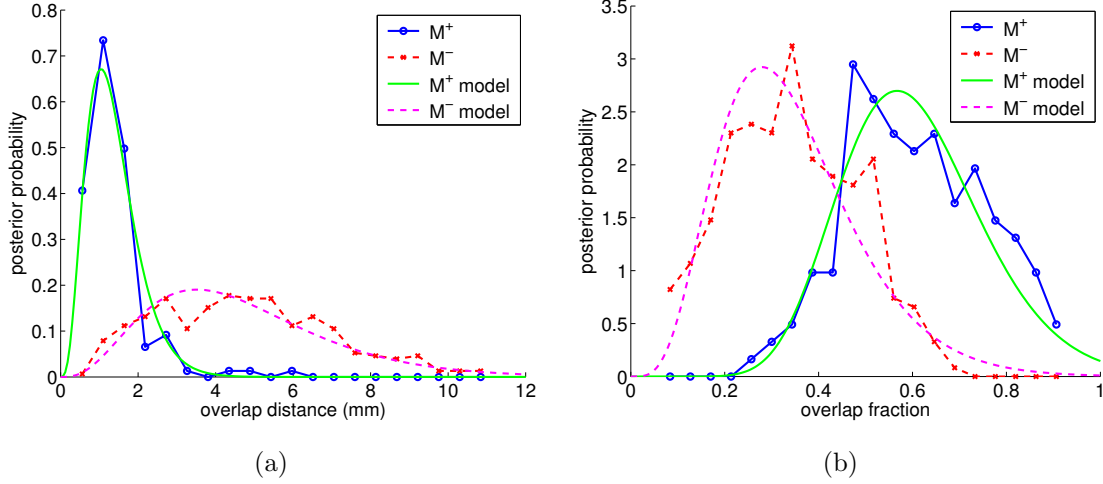 0.8
0.7
0.6
0.5
0.4
0.3
0.2
0.1
0
posterior probability
0 2 4 6 8 10 12
overlap distance (mm)
M+
M−
M+ model
M− model
(a)
3.5
3
2.5
2
1.5
1
0.5
0
posterior probability
0 0.2 0.4 0.6 0.8 1
overlap fraction
M+
M−
M+ model
M− model
(b)